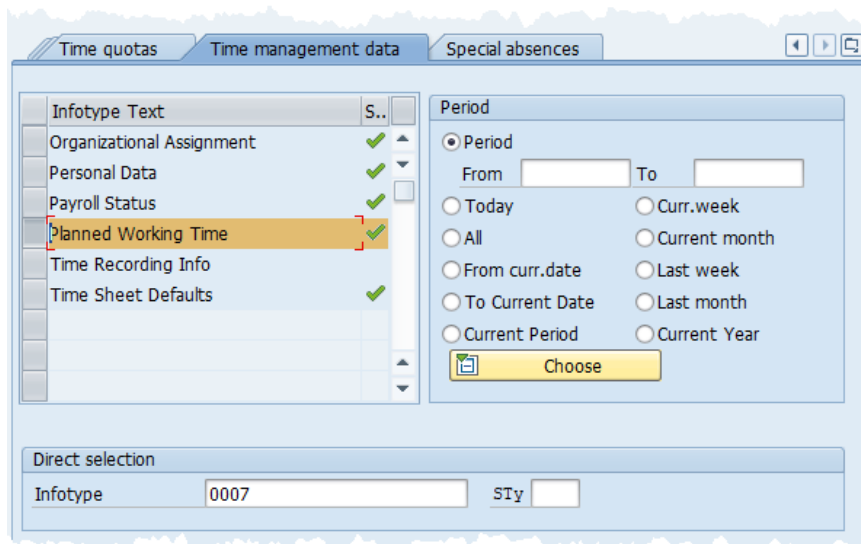 Time quotas Time management data Special absences
Infotype Text S..
Organizational Assignment
Personal Data
Payroll Status
Planned Working Time
Time Recording Info
Time Sheet Defaults
Period
Period
From To
Today Curr.week
All Current month
From curr.date Last week
To Current Date Last month
Current Period Current Year
Choose
Direct selection
Infotype 0007 STy